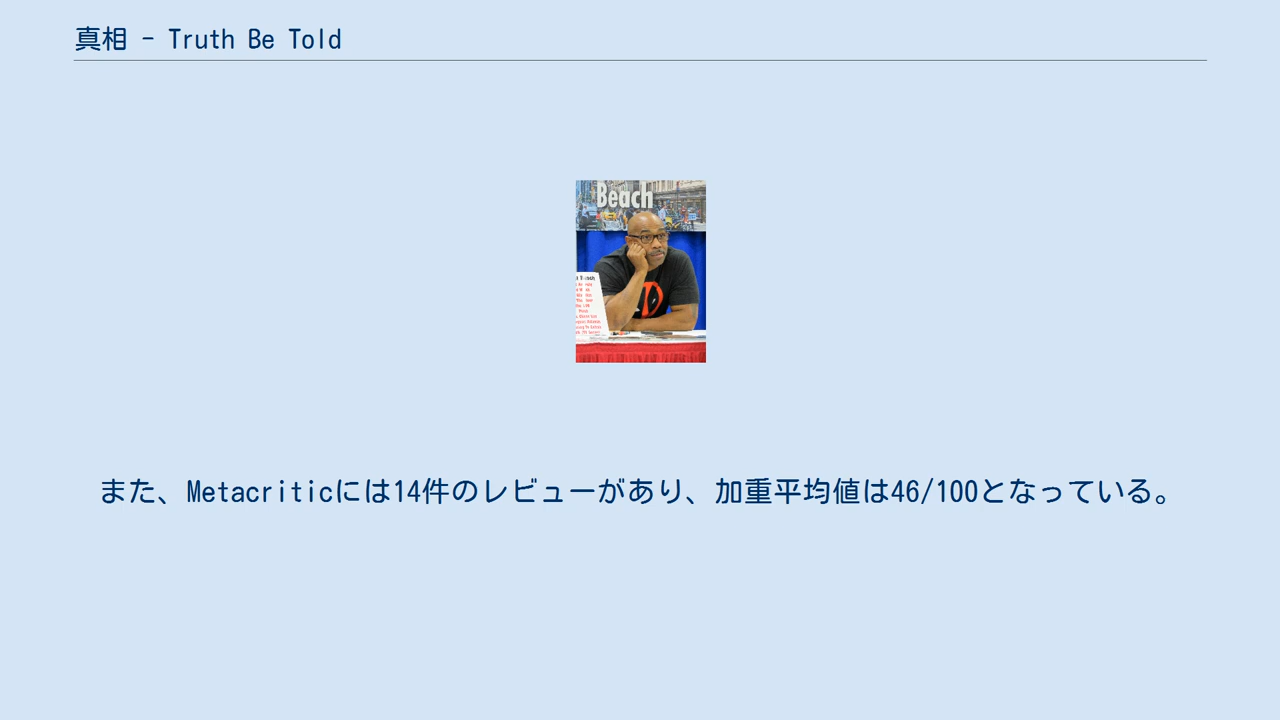 真相 - Truth Be Told
Beach
また、Metacriticには14件のレビューがあり、加重平均値は46/100となっている。